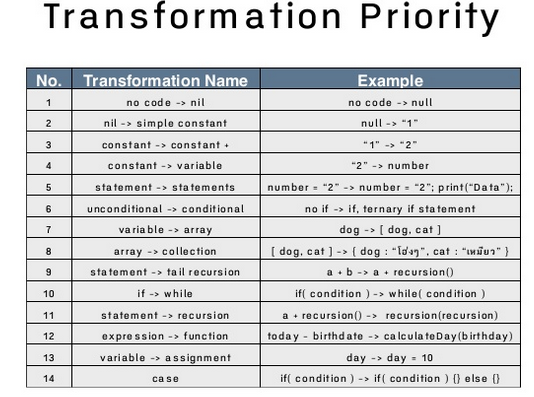 Transformation Priority
No. Transformation Name Example
1 no code -> nil no code -> null
2 nil -> simple constant null -> “1”
3 constant -> constant + “1” -> “2”
4 constant -> variable “2” -> number
5 statement -> statements number = “2” -> number = “2”; print(“Data”);
6 unconditional -> conditional no if -> if, ternary if statement
7 variable -> array dog -> [ dog, cat ]
8 array -> collection [ dog, cat ] -> { dog : “โฮ่งๆ”, cat : “เหมียว” }
9 statement -> tail recursion a + b -> a + recursion()
10 if -> while if( condition ) -> while( condition )
11 statement -> recursion a + recursion() -> recursion(recursion)
12 expression -> function today - birthdate -> calculateDay(birthday)
13 variable -> assignment day -> day = 10
14 case if( condition ) -> if( condition ) {} else {}